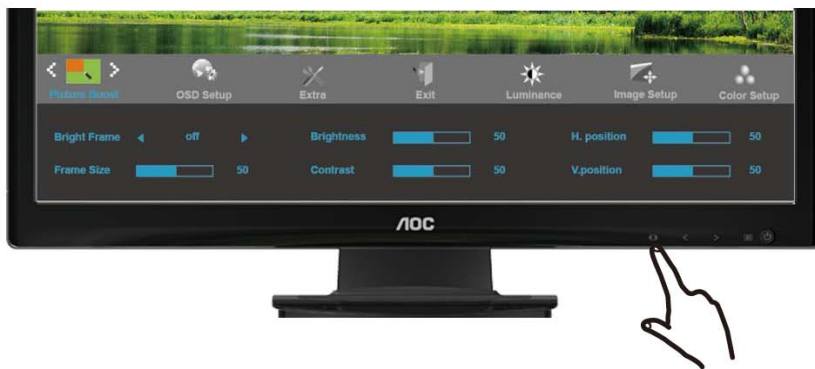 Picture Boost OSD Setup Extra Exit Luminance Image Setup Color Setup
Bright Frame off Brightness 50 H. position 50
Frame Size 50 Contrast 50 V.position 50
AOC